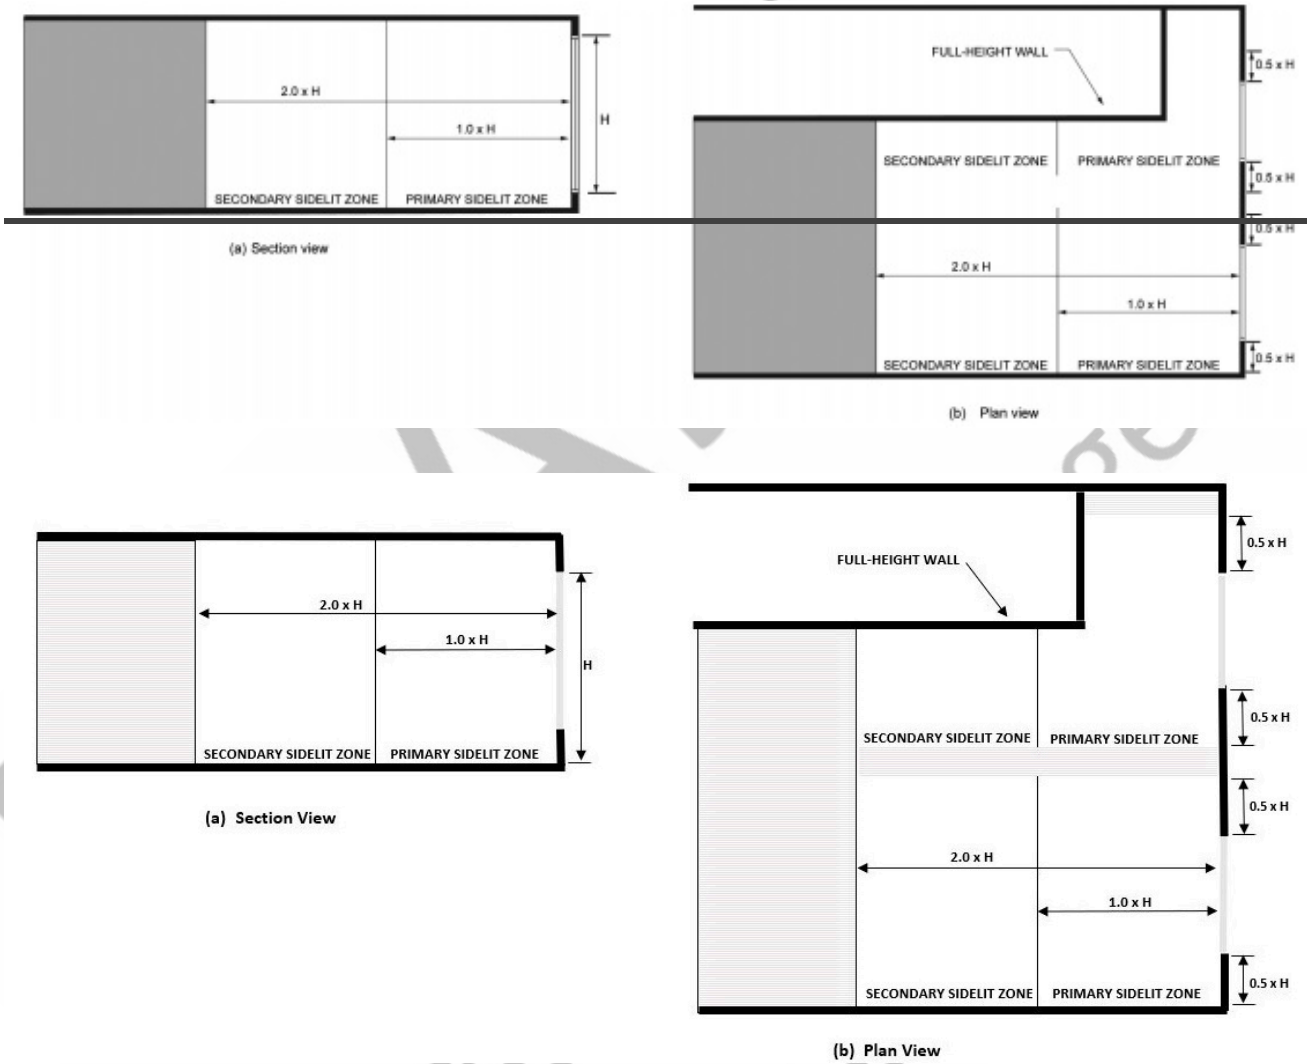 FULL-HEIGHT WALL
0.5 x H
2.0 x H
1.0 x H
H
SECONDARY SIDELIT ZONE PRIMARY SIDELIT ZONE
SECONDARY SIDELIT ZONE PRIMARY SIDELIT ZONE
0.5 x H
0.5 x H
(a) Section view
2.0 x H
1.0 x H
SECONDARY SIDELIT ZONE PRIMARY SIDELIT ZONE
0.5 x H
(b) Plan view
0.5 x H
FULL-HEIGHT WALL
2.0 x H
1.0 x H
H
0.5 x H
SECONDARY SIDELIT ZONE PRIMARY SIDELIT ZONE
SECONDARY SIDELIT ZONE PRIMARY SIDELIT ZONE
0.5 x H
(a) Section View
2.0 x H
1.0 x H
0.5 x H
SECONDARY SIDELIT ZONE PRIMARY SIDELIT ZONE
(b) Plan View